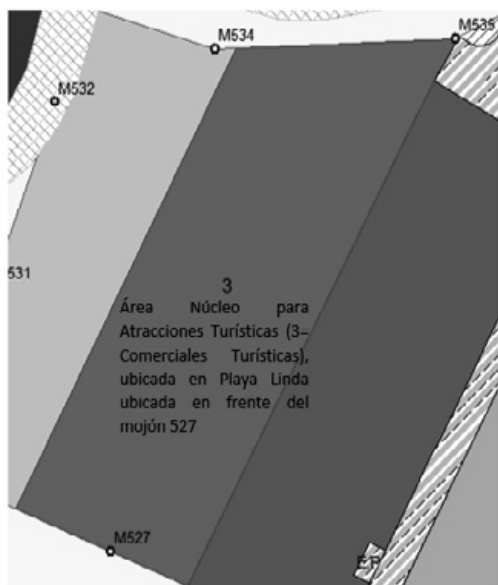 M534
M535
M532
531
3
Área Núcleo para
Atracciones Turísticas (3–
Comerciales Turísticas),
ubicada en Playa Linda
ubicada en frente del
mojón 527
M527